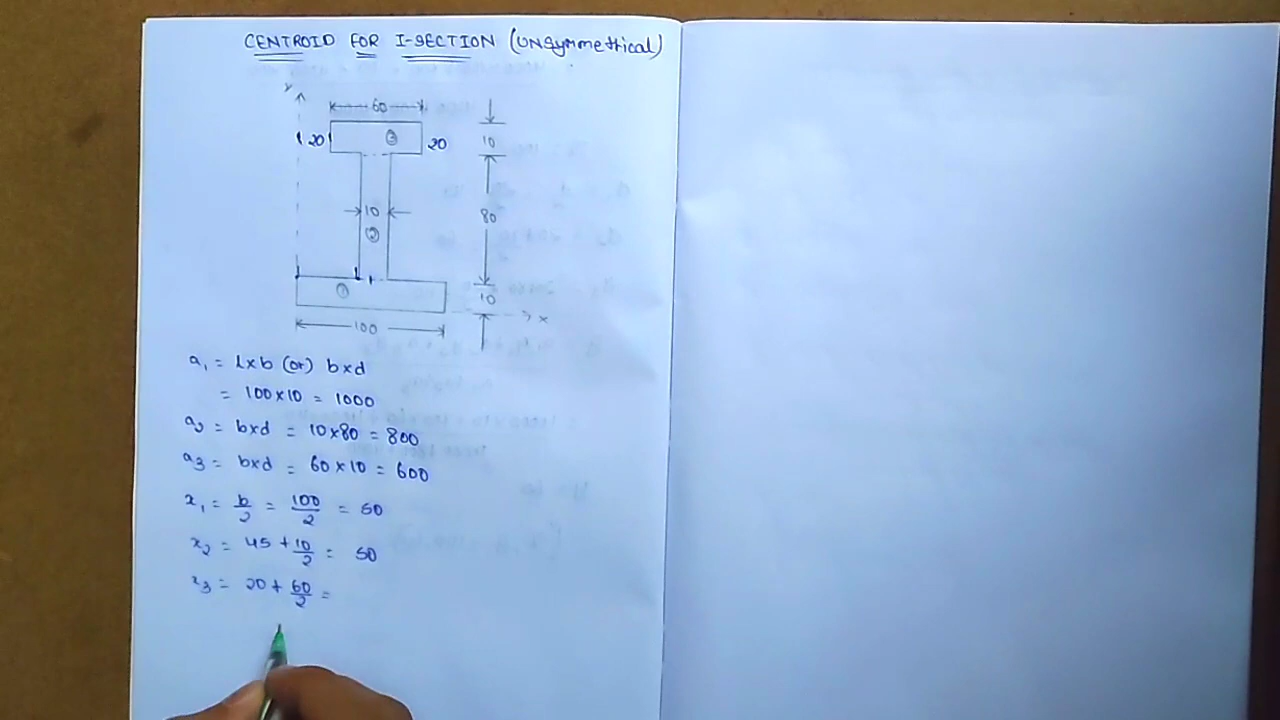 CENTROID FOR I-SECTION (UNSymmetrical)
y
60
20 ③ 20
10
10
②
80
①
10
x
100
a₁ = l×b (or) b×d
= 100×10 = 1000
a₂ = b×d = 10×80 = 800
a₃ = b×d = 60×10 = 600
x₁ = b/2 = 100/2 = 50
x₂ = 45 + 10/2 = 50
x₃ = 20 + 60/2 =